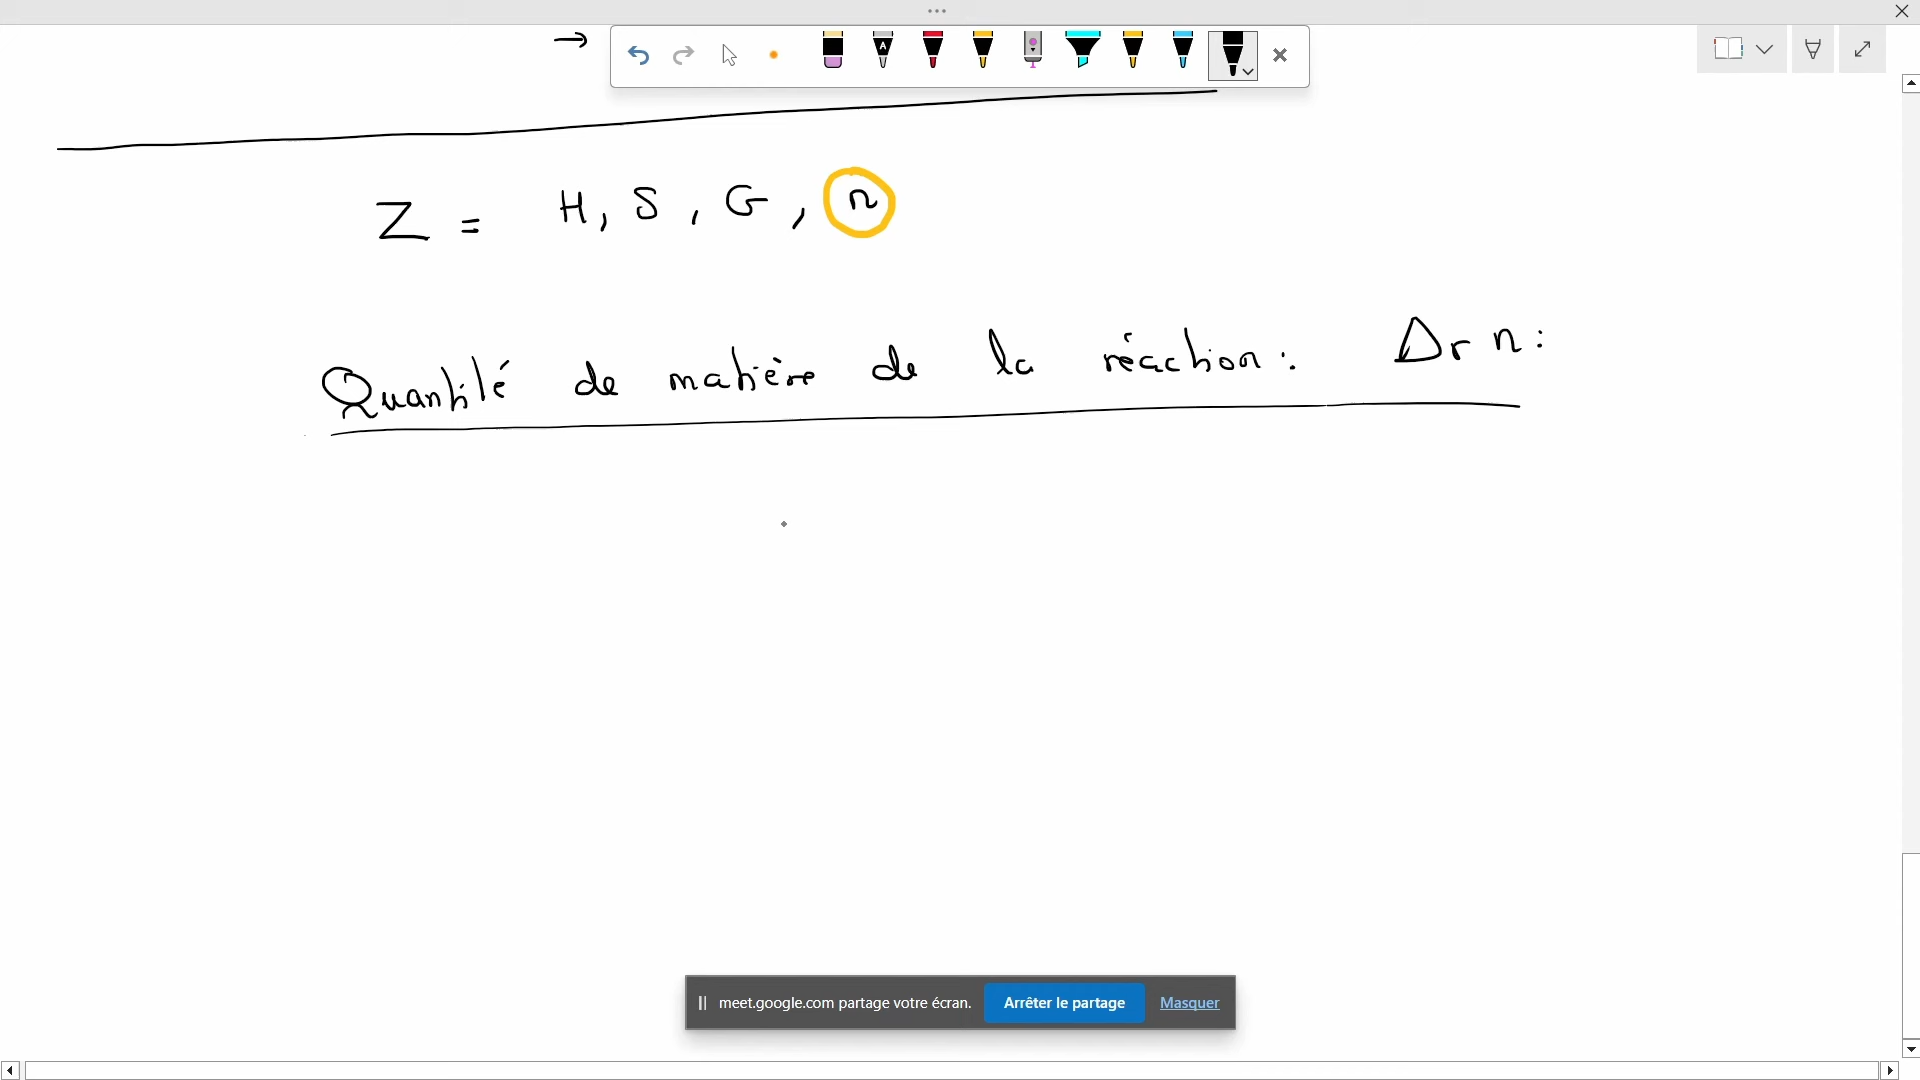 →
Z = H, S, G, n
Quantité de matière de la réaction : Δr n :
meet.google.com partage votre écran. Arrêter le partage Masquer